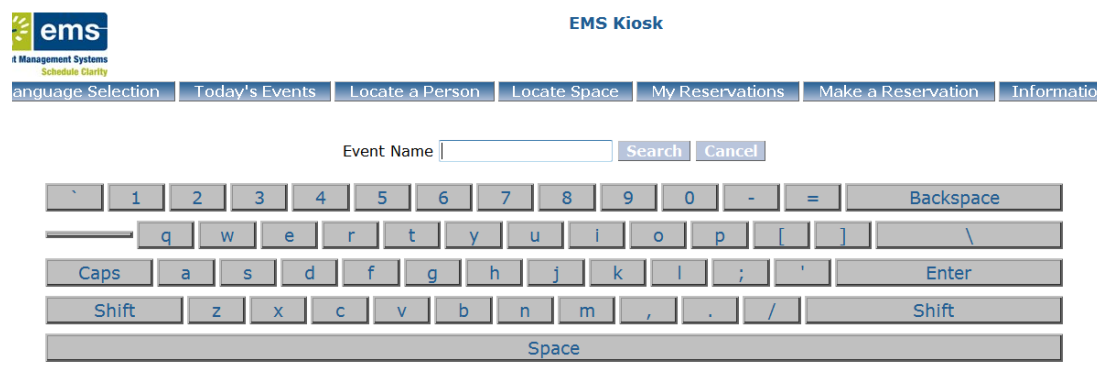 ems
t Management Systems
Schedule Clarity
EMS Kiosk
anguage Selection Today's Events Locate a Person Locate Space My Reservations Make a Reservation Informatio
Event Name Search Cancel
` 1 2 3 4 5 6 7 8 9 0 - = Backspace
q w e r t y u i o p [ ] \
Caps a s d f g h j k l ; ' Enter
Shift z x c v b n m , . / Shift
Space